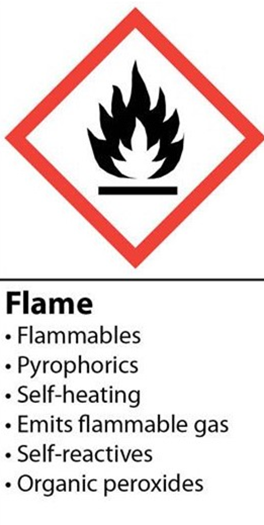 Flame
• Flammables
• Pyrophorics
• Self-heating
• Emits flammable gas
• Self-reactives
• Organic peroxides